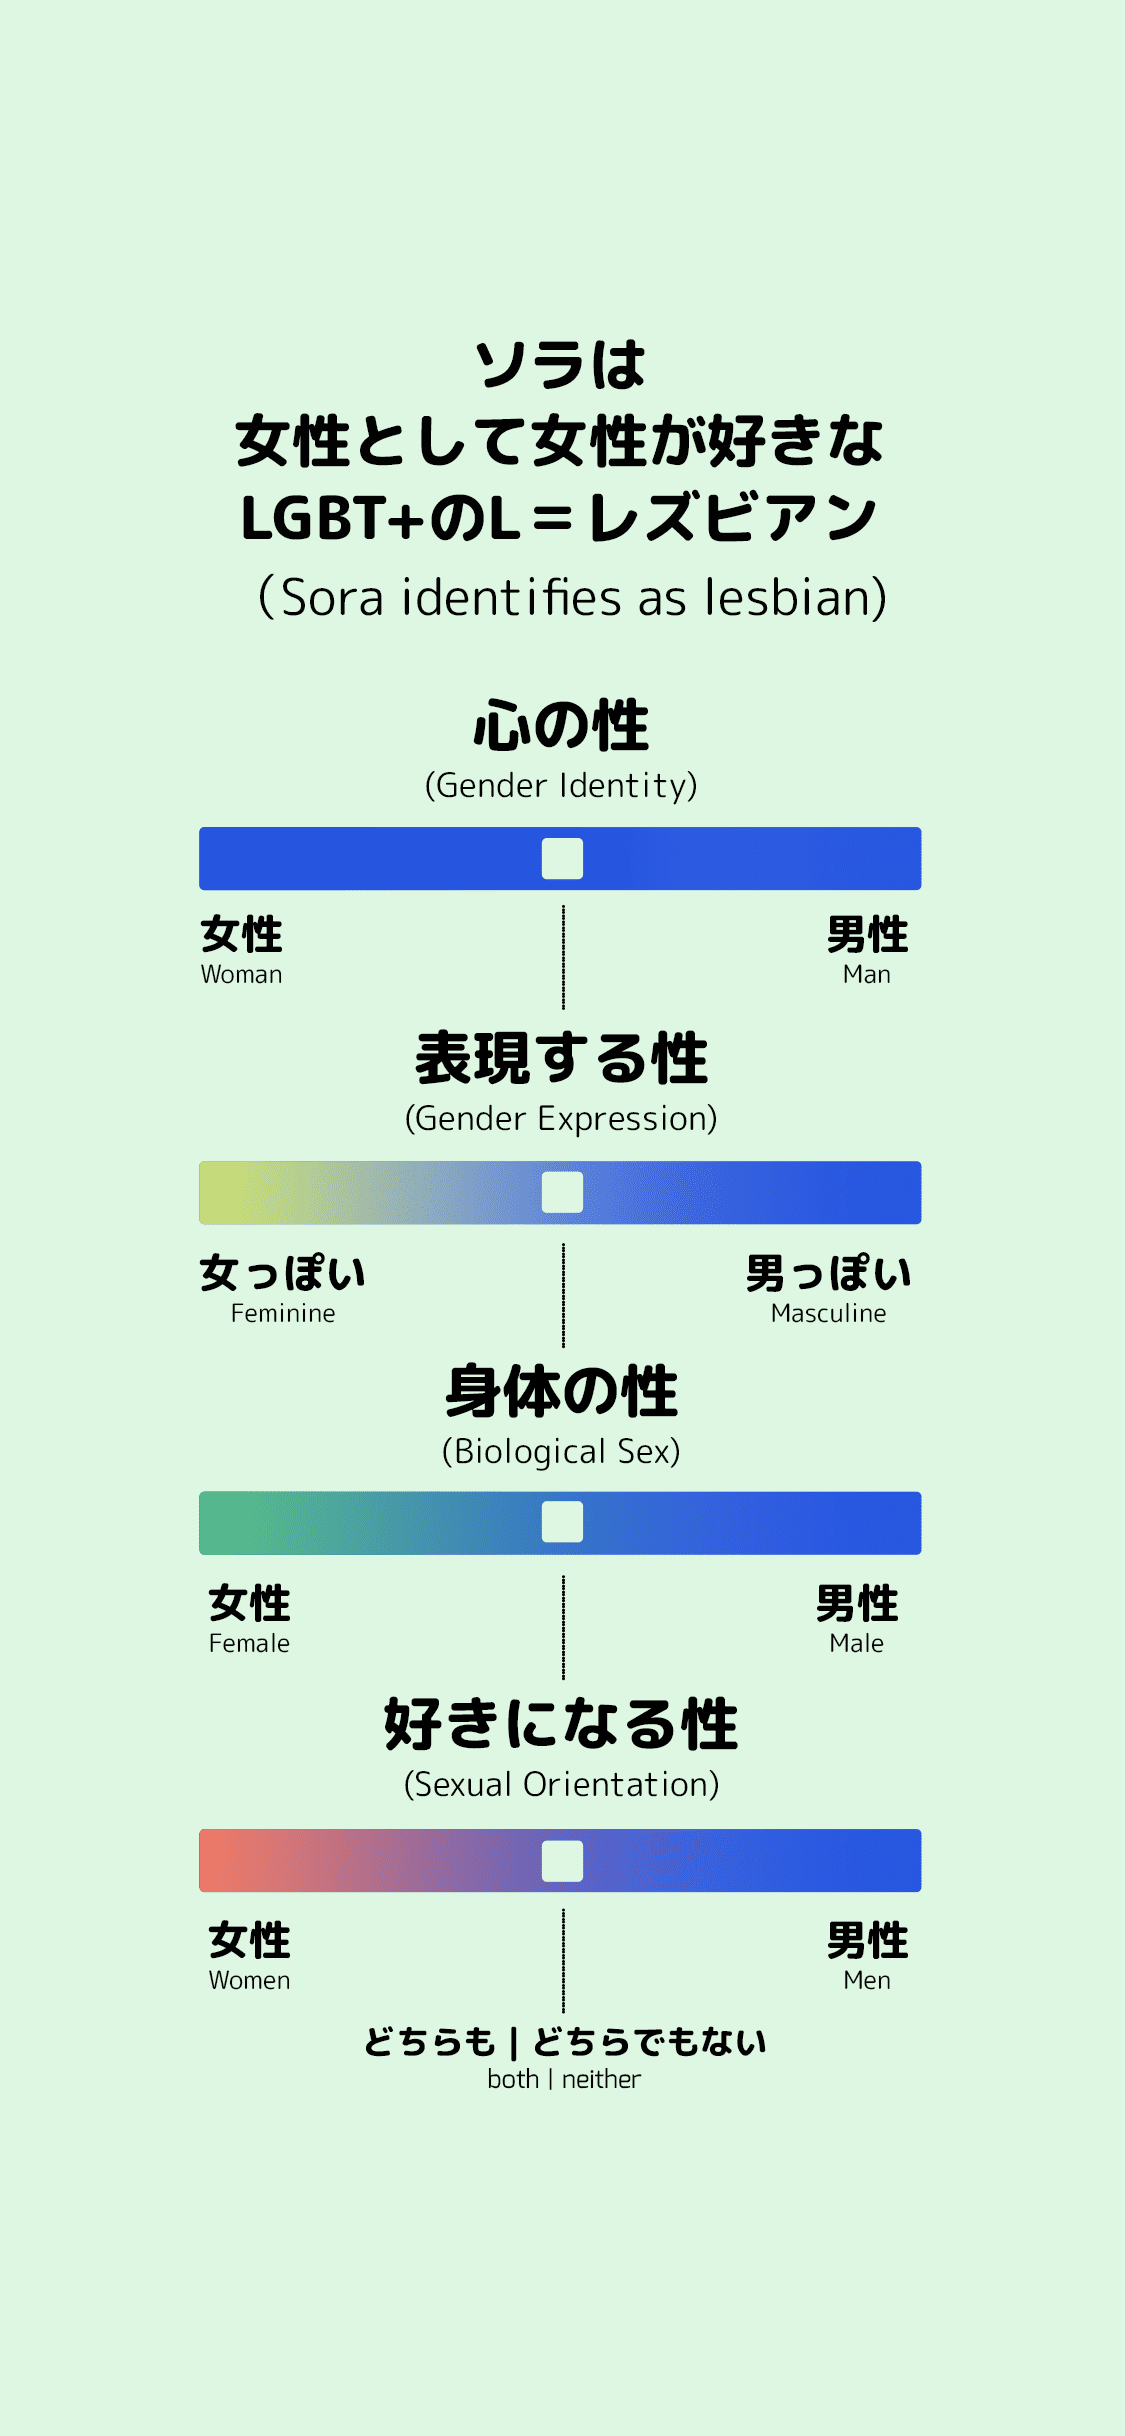 ソラは
女性として女性が好きな
LGBT+のL＝レズビアン
（Sora identifies as lesbian)
心の性
(Gender Identity)
女性 男性
Woman Man
表現する性
(Gender Expression)
女っぽい 男っぽい
Feminine Masculine
身体の性
(Biological Sex)
女性 男性
Female Male
好きになる性
(Sexual Orientation)
女性 男性
Women Men
どちらも | どちらでもない
both | neither